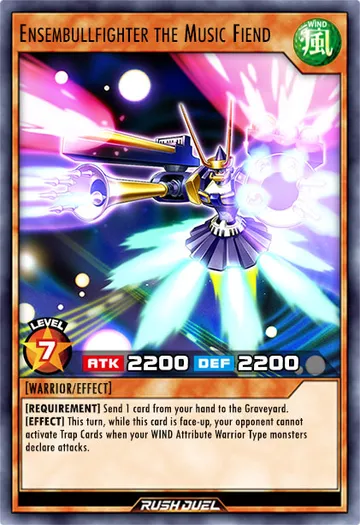 ENSEMBULLFIGHTER THE MUSIC FIEND
WIND
風
LEVEL
7
ATK 2200 DEF 2200
[WARRIOR/EFFECT]
[REQUIREMENT] Send 1 card from your hand to the Graveyard.
[EFFECT] This turn, while this card is face-up, your opponent cannot
activate Trap Cards when your WIND Attribute Warrior Type monsters
declare attacks.
RUSH DUEL